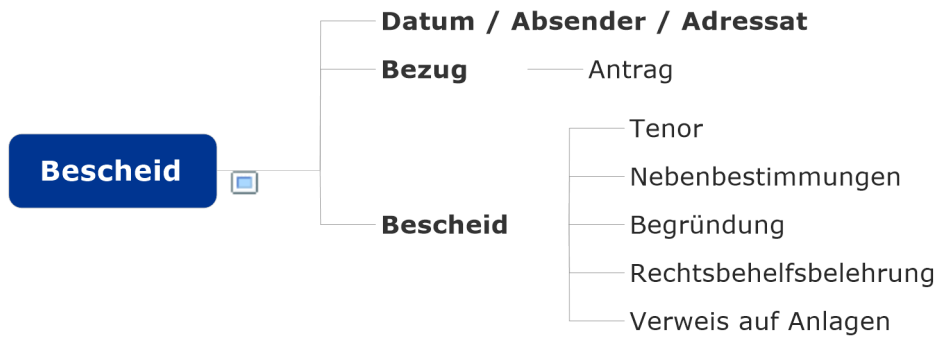 Bescheid
Datum / Absender / Adressat
Bezug
Antrag
Bescheid
Tenor
Nebenbestimmungen
Begründung
Rechtsbehelfsbelehrung
Verweis auf Anlagen